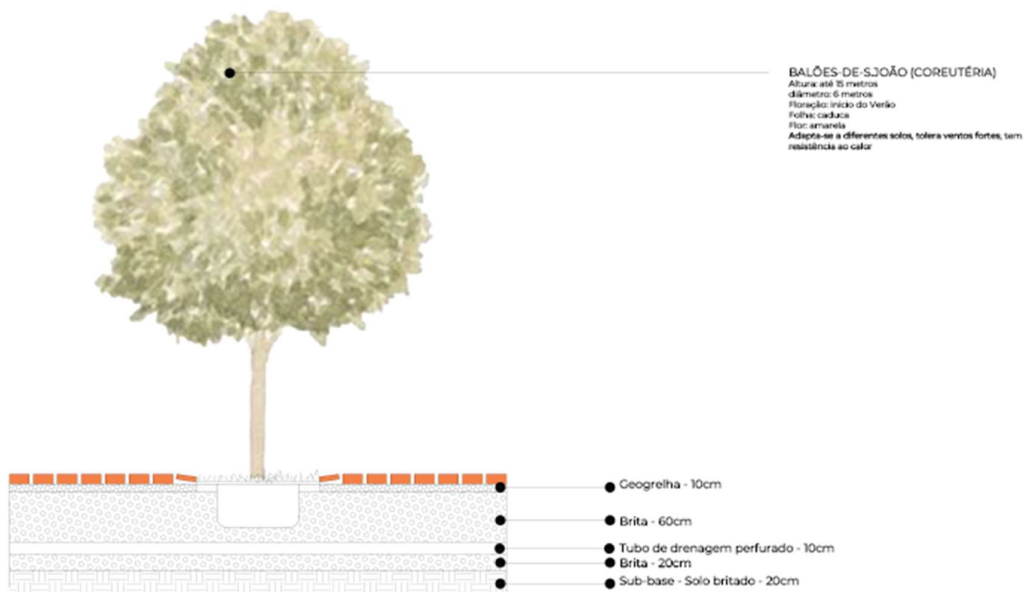 BALÕES-DE-S.JOÃO (COREUTÉRIA)
Altura: até 15 metros
diâmetro: 6 metros
Floração: Início do Verão
Folha: caduca
Flor: amarela
Adapta-se a diferentes solos, tolera ventos fortes, tem
resistência ao calor
Geogrelha - 10cm
Brita - 60cm
Tubo de drenagem perfurado - 10cm
Brita - 20cm
Sub-base - Solo britado - 20cm